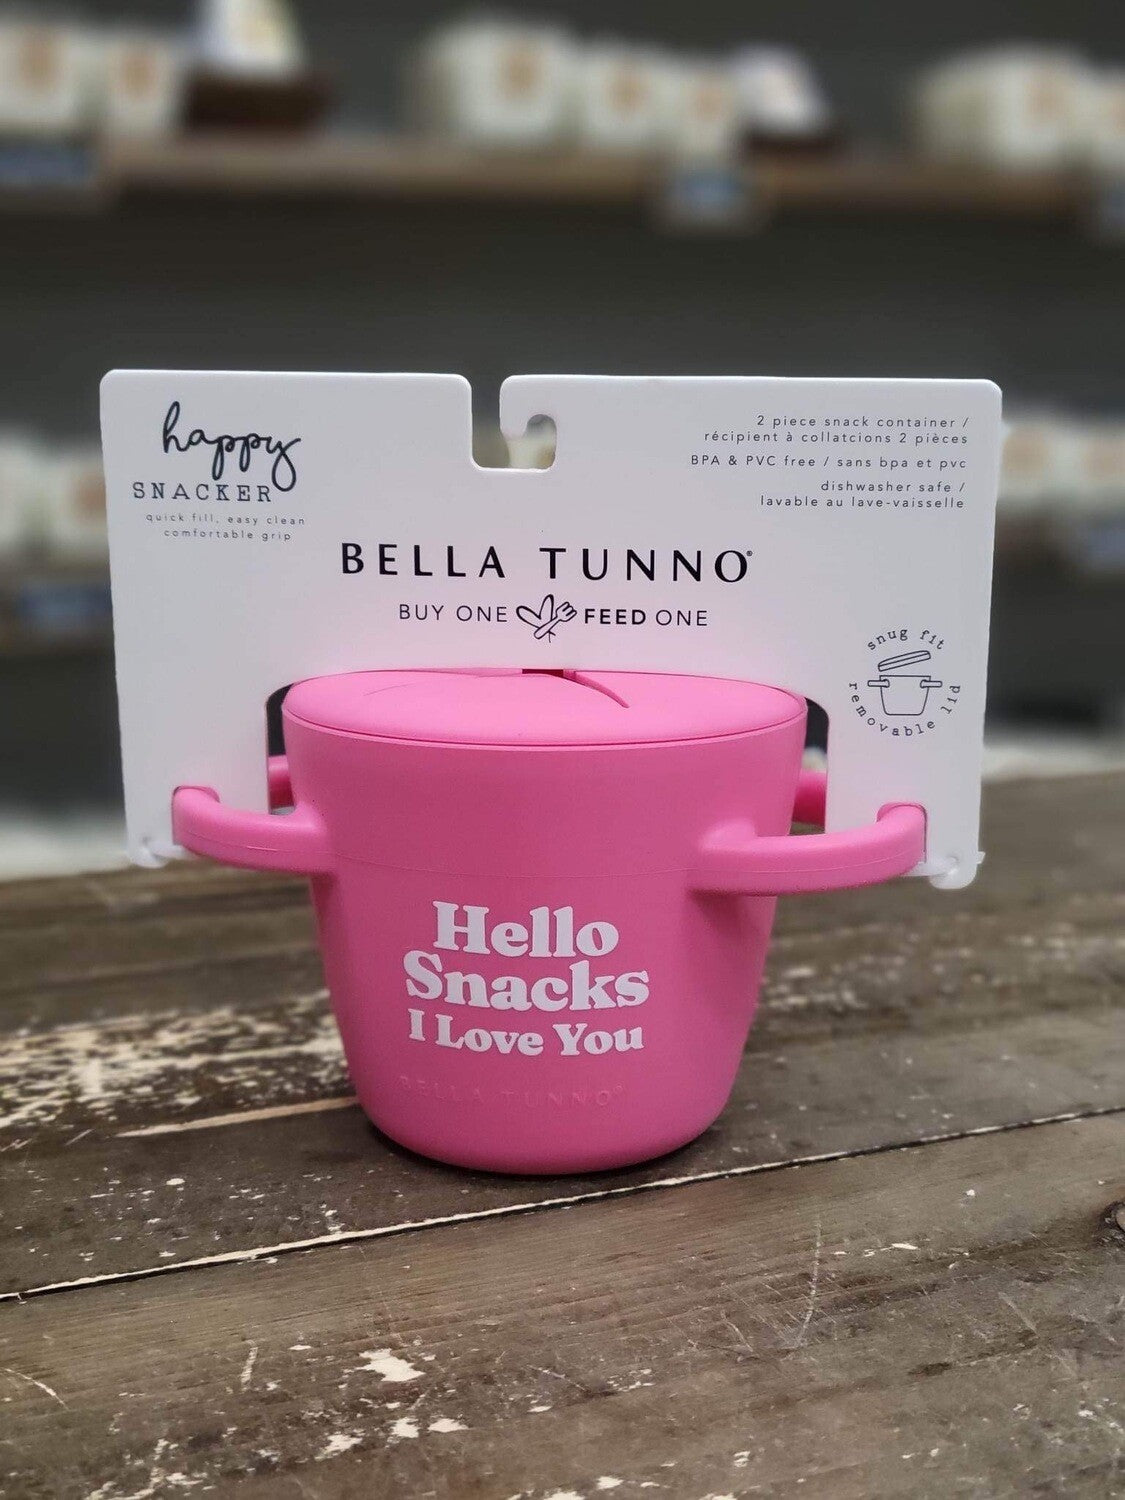 happy
SNACKER
quick fill, easy clean
comfortable grip
2 piece snack container /
récipient à collatcions 2 pièces
BPA & PVC free / sans bpa et pvc
dishwasher safe /
lavable au lave-vaisselle
BELLA TUNNO®
BUY ONE FEED ONE
snug fit
removable lid
Hello
Snacks
I Love You
BELLA TUNNO®